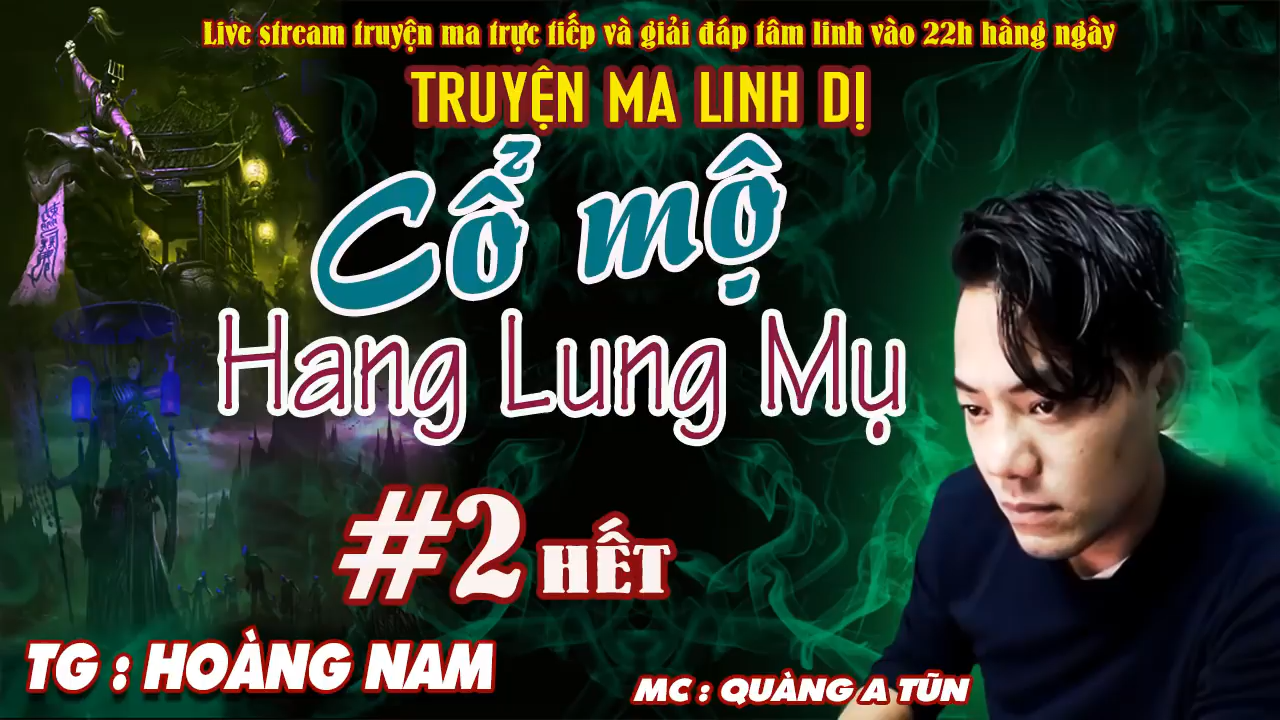 Live stream truyện ma trực tiếp và giải đáp tâm linh vào 22h hàng ngày
TRUYỆN MA LINH DỊ
Cổ mộ
Hang Lung Mụ
#2 HẾT
TG : HOÀNG NAM
MC : QUÀNG A TŨN